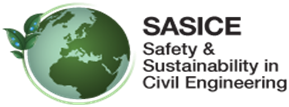 SASICE
Safety &
Sustainability in
Civil Engineering